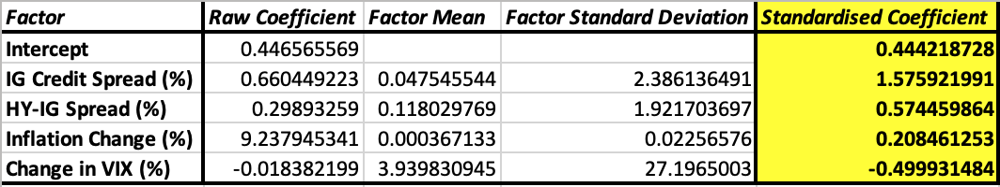 Factor Raw Coefficient Factor Mean Factor Standard Deviation Standardised Coefficient
Intercept 0.446565569 0.444218728
IG Credit Spread (%) 0.660449223 0.047545544 2.386136491 1.575921991
HY-IG Spread (%) 0.29893259 0.118029769 1.921703697 0.574459864
Inflation Change (%) 9.237945341 0.000367133 0.02256576 0.208461253
Change in VIX (%) -0.018382199 3.939830945 27.1965003 -0.499931484